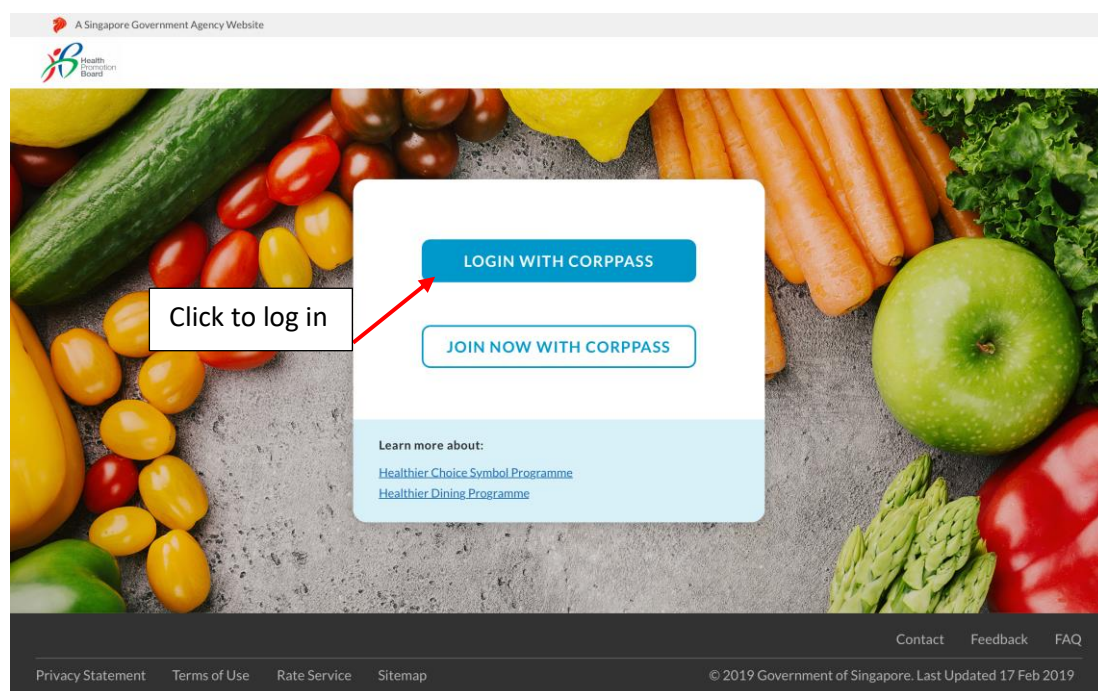 A Singapore Government Agency Website
Health
Promotion
Board
LOGIN WITH CORPPASS
Click to log in
JOIN NOW WITH CORPPASS
Learn more about:
Healthier Choice Symbol Programme
Healthier Dining Programme
Contact Feedback FAQ
Privacy Statement Terms of Use Rate Service Sitemap © 2019 Government of Singapore. Last Updated 17 Feb 2019